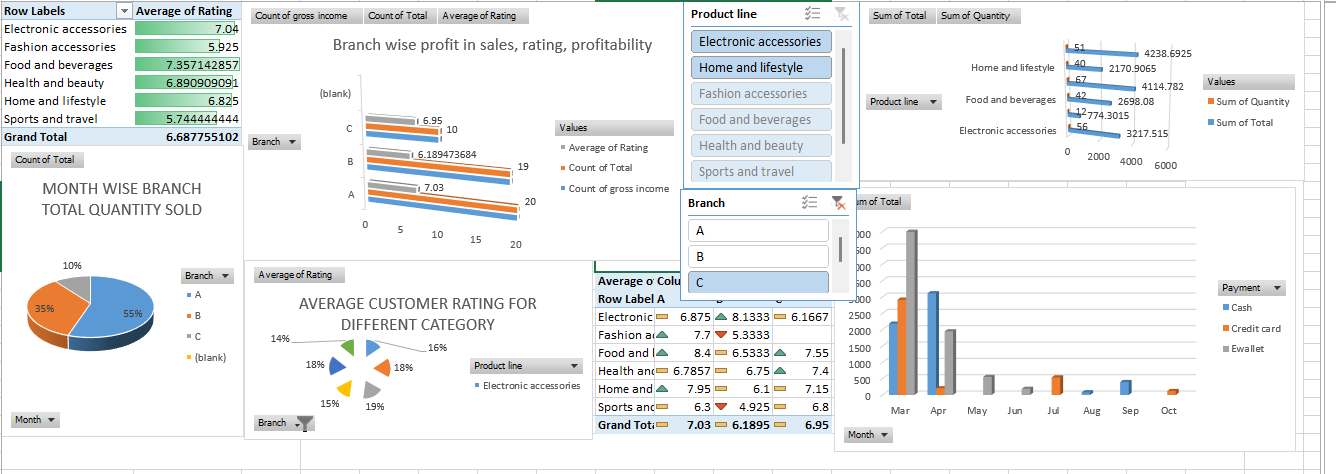 Row Labels Average of Rating
Electronic accessories 7.04
Fashion accessories 5.925
Food and beverages 7.357142857
Health and beauty 6.890909091
Home and lifestyle 6.825
Sports and travel 5.744444444
Grand Total 6.687755102
Count of Total
MONTH WISE BRANCH
TOTAL QUANTITY SOLD
10%
35%
55%
Branch
A
B
C
(blank)
Month
Count of gross income Count of Total Average of Rating
Branch wise profit in sales, rating, profitability
(blank)
C
B
A
6.95
10
6.189473684
19
7.03
20
0 5 10 15 20
Branch
Values
Average of Rating
Count of Total
Count of gross income
Average of Rating
AVERAGE CUSTOMER RATING FOR
DIFFERENT CATEGORY
14%
16%
18%
18%
15%
19%
Product line
Electronic accessories
Branch
Product line
Electronic accessories
Home and lifestyle
Fashion accessories
Food and beverages
Health and beauty
Sports and travel
Branch
A
B
C
Average o Colu
Row Label A
Electronic 6.875 8.1333 6.1667
Fashion a 7.7 5.3333
Food and 8.4 6.5333 7.55
Health and 6.7857 6.75 7.4
Home and 7.95 6.1 7.15
Sports and 6.3 4.925 6.8
Grand Tota 7.03 6.1895 6.95
Sum of Total Sum of Quantity
Product line
Home and lifestyle
Food and beverages
Electronic accessories
51 4238.6925
40 2170.9065
67 4114.782
42 2698.08
12 774.3015
56 3217.515
0 2000 4000 6000
Values
Sum of Quantity
Sum of Total
um of Total
3000
2500
2000
1500
1000
500
0
Mar Apr May Jun Jul Aug Sep Oct
Payment
Cash
Credit card
Ewallet
Month